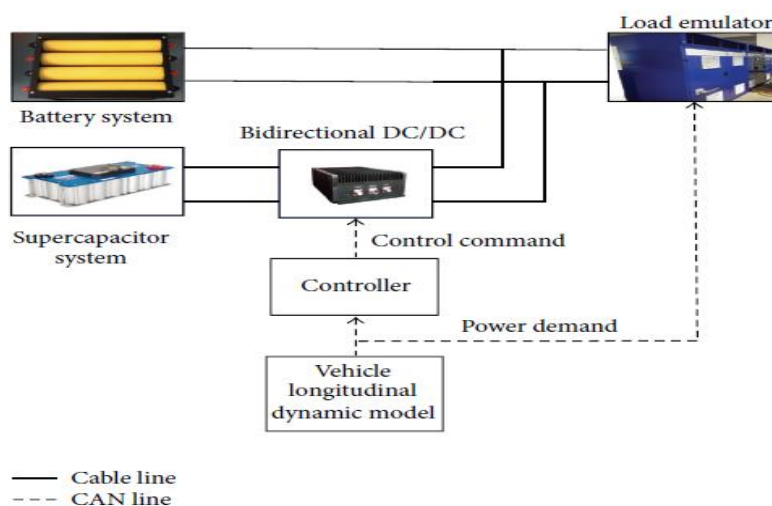 Load emulator
Battery system
Bidirectional DC/DC
Supercapacitor
system
Control command
Controller
Power demand
Vehicle
longitudinal
dynamic model
Cable line
CAN line